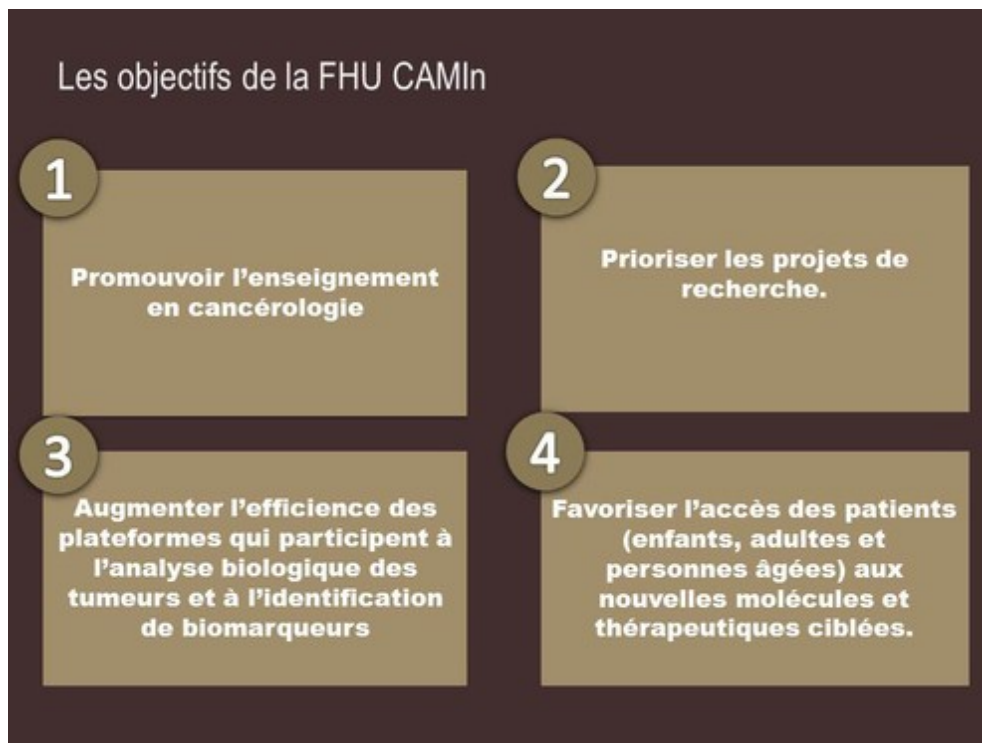 Les objectifs de la FHU CAMIn
1
Promouvoir l’enseignement
en cancérologie
2
Prioriser les projets de
recherche.
3
Augmenter l’efficience des
plateformes qui participent à
l’analyse biologique des
tumeurs et à l’identification
de biomarqueurs
4
Favoriser l’accès des patients
(enfants, adultes et
personnes âgées) aux
nouvelles molécules et
thérapeutiques ciblées.